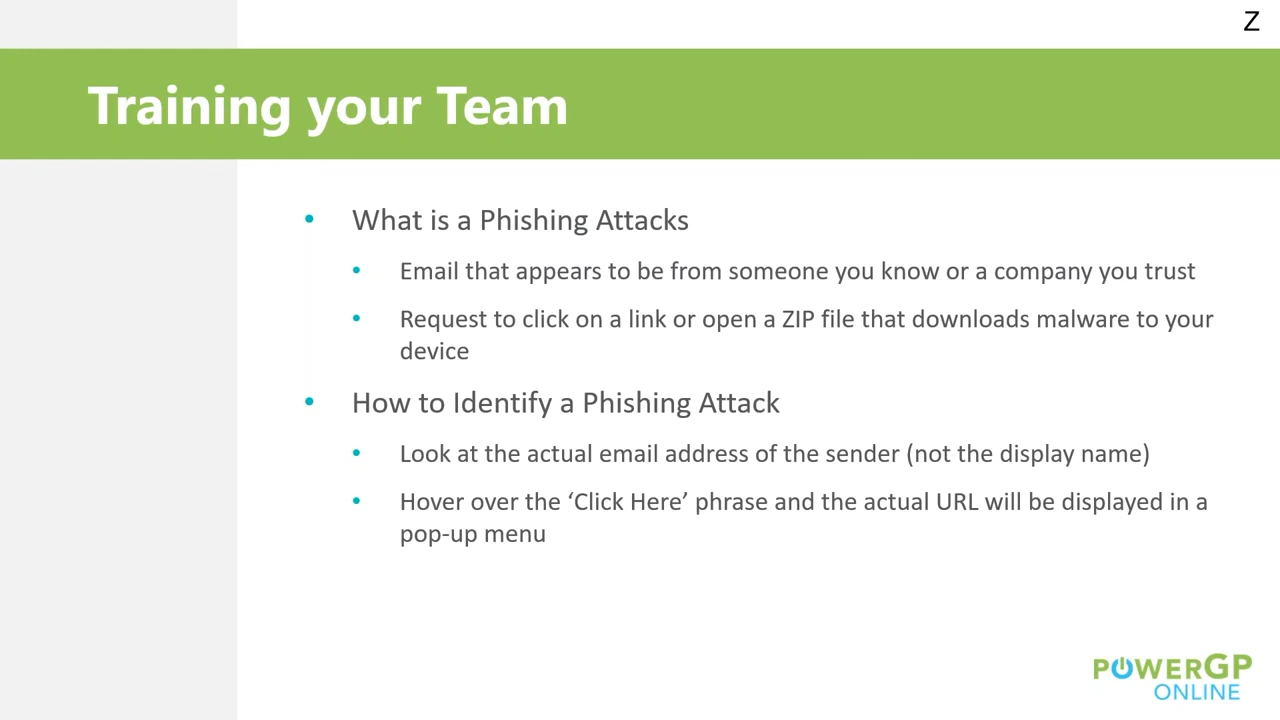 Z
Training your Team
• What is a Phishing Attacks
• Email that appears to be from someone you know or a company you trust
• Request to click on a link or open a ZIP file that downloads malware to your
device
• How to Identify a Phishing Attack
• Look at the actual email address of the sender (not the display name)
• Hover over the ‘Click Here’ phrase and the actual URL will be displayed in a
pop-up menu
POWERGP
ONLINE